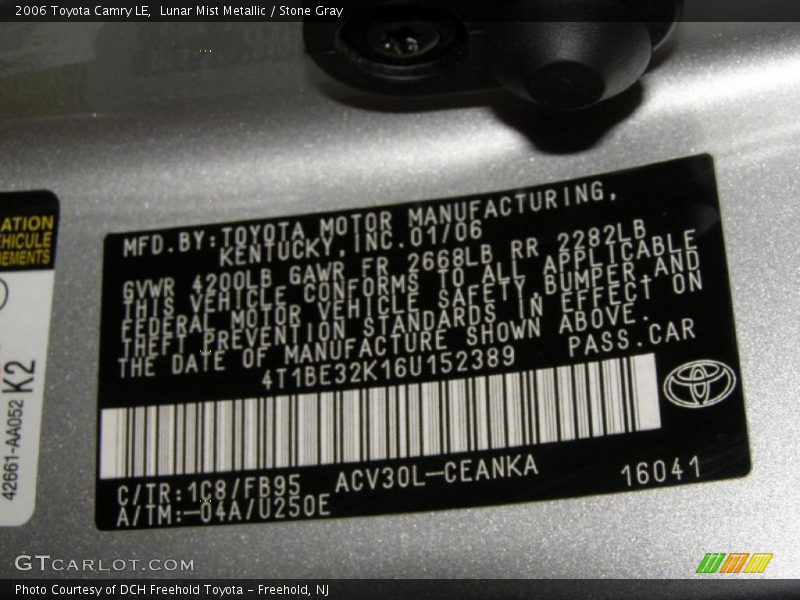 2006 Toyota Camry LE,  Lunar Mist Metallic / Stone Gray
ATION
EHICULE
EMENTS
42661-AA052 K2
MFD.BY:TOYOTA MOTOR MANUFACTURING,
KENTUCKY,INC.01/06
GVWR 4200LB GAWR FR 2668LB RR 2282LB
THIS VEHICLE CONFORMS TO ALL APPLICABLE
FEDERAL MOTOR VEHICLE SAFETY,BUMPER,AND
THEFT PREVENTION STANDARDS IN EFFECT ON
THE DATE OF MANUFACTURE SHOWN ABOVE.
4T1BE32K16U152389 PASS.CAR
C/TR:1C8/FB95 ACV30L-CEANKA 16041
A/TM:-04A/U250E
GTCARLOT.COM
Photo Courtesy of DCH Freehold Toyota - Freehold, NJ